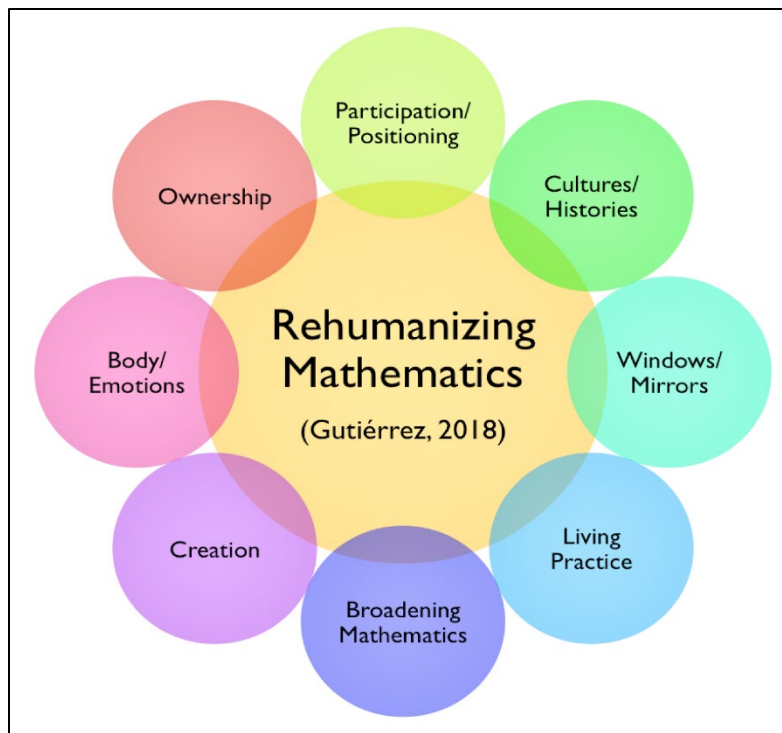 Rehumanizing
Mathematics
(Gutiérrez, 2018)
Participation/
Positioning
Cultures/
Histories
Windows/
Mirrors
Living
Practice
Broadening
Mathematics
Creation
Body/
Emotions
Ownership